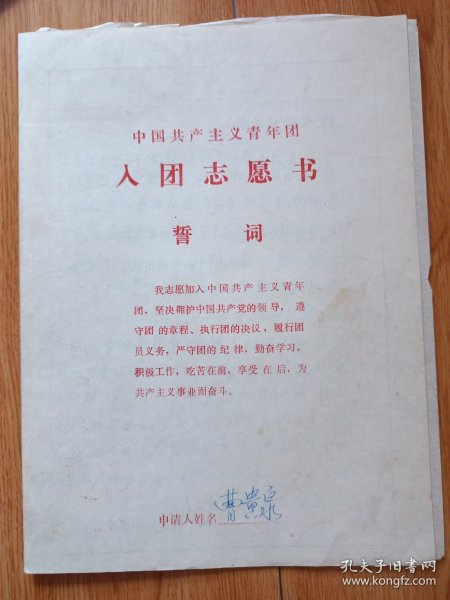 中国共产主义青年团
入团志愿书
誓词
我志愿加入中国共产主义青年
团，坚决拥护中国共产党的领导，遵
守团的章程、执行团的决议，履行团
员义务，严守团的纪律，勤奋学习，
积极工作，吃苦在前，享受在后，为
共产主义事业而奋斗。
申请人姓名 曹贵泉
孔夫子旧书网
www.kongfz.com